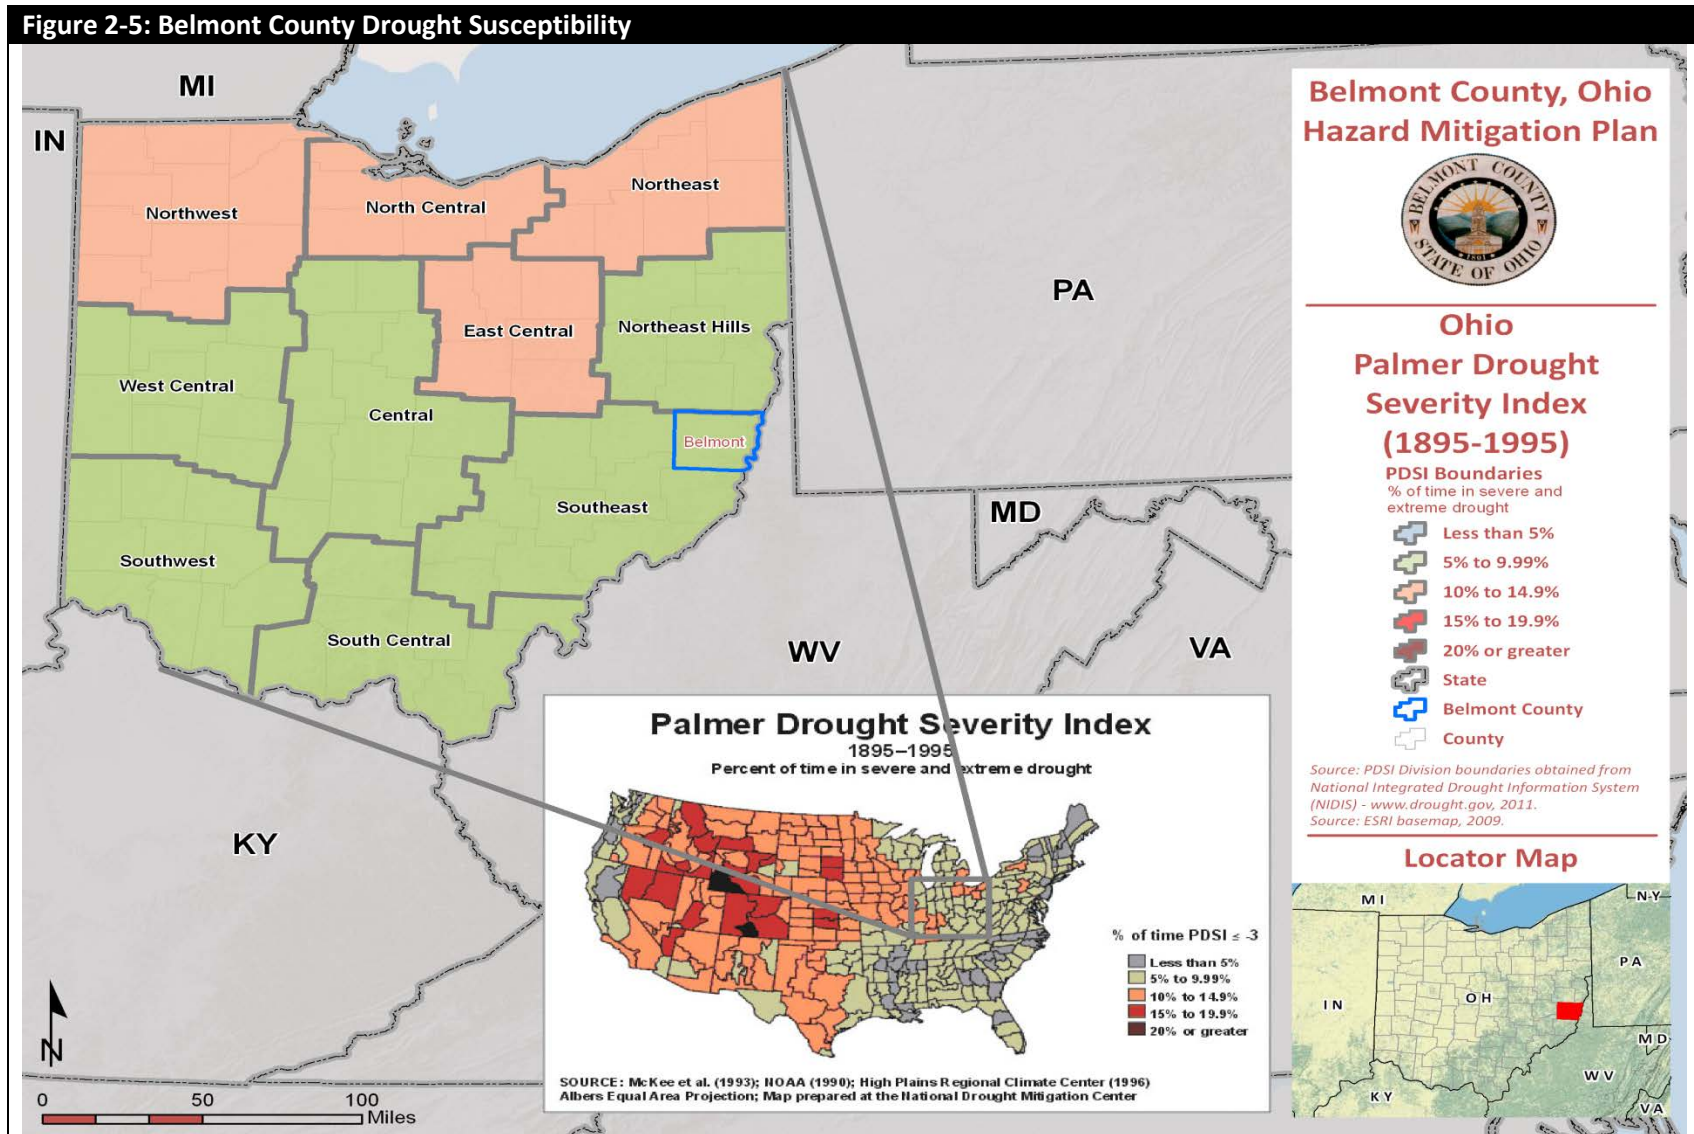 Figure 2-5: Belmont County Drought Susceptibility
MI
IN
Northwest
North Central
Northeast
East Central
Northeast Hills
West Central
Central
Belmont
Southeast
Southwest
South Central
PA
MD
WV
VA
KY
N
0 50 100
Miles
Belmont County, Ohio
Hazard Mitigation Plan
BELMONT COUNTY
1801
STATE OF OHIO
Ohio
Palmer Drought
Severity Index
(1895-1995)
PDSI Boundaries
% of time in severe and
extreme drought
Less than 5%
5% to 9.99%
10% to 14.9%
15% to 19.9%
20% or greater
State
Belmont County
County
Source: PDSI Division boundaries obtained from
National Integrated Drought Information System
(NIDIS) - www.drought.gov, 2011.
Source: ESRI basemap, 2009.
Locator Map
MI
NY
PA
IN
OH
MD
WV
KY
VA
Palmer Drought Severity Index
1895–1995
Percent of time in severe and extreme drought
% of time PDSI ≤ -3
Less than 5%
5% to 9.99%
10% to 14.9%
15% to 19.9%
20% or greater
SOURCE: McKee et al. (1993); NOAA (1990); High Plains Regional Climate Center (1996)
Albers Equal Area Projection; Map prepared at the National Drought Mitigation Center